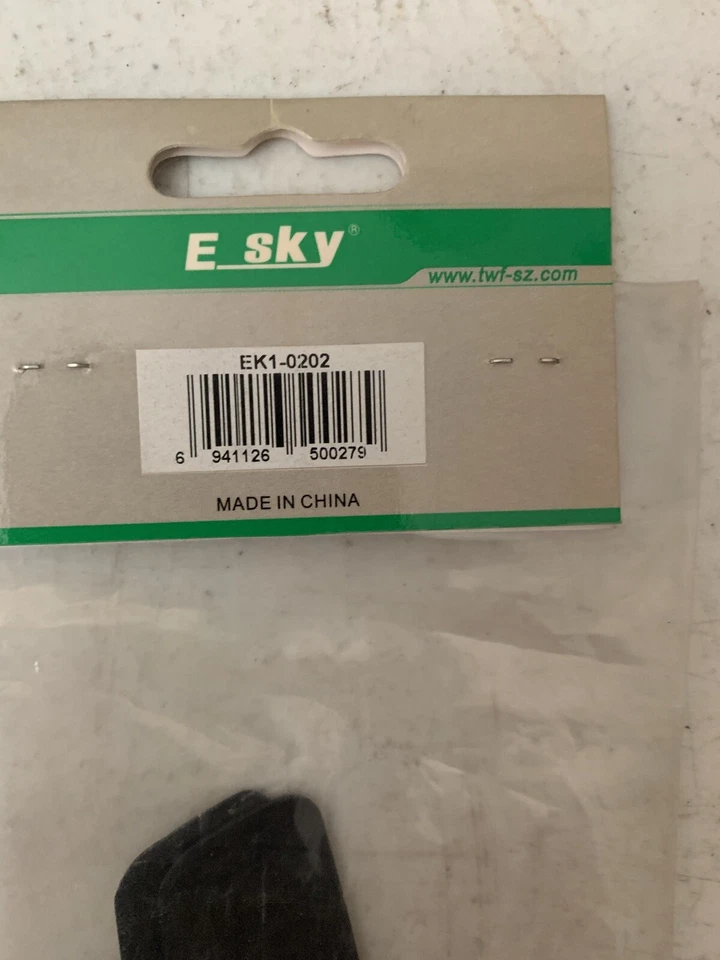 E_sky®
www.twf-sz.com
EK1-0202
6 941126 500279
MADE IN CHINA